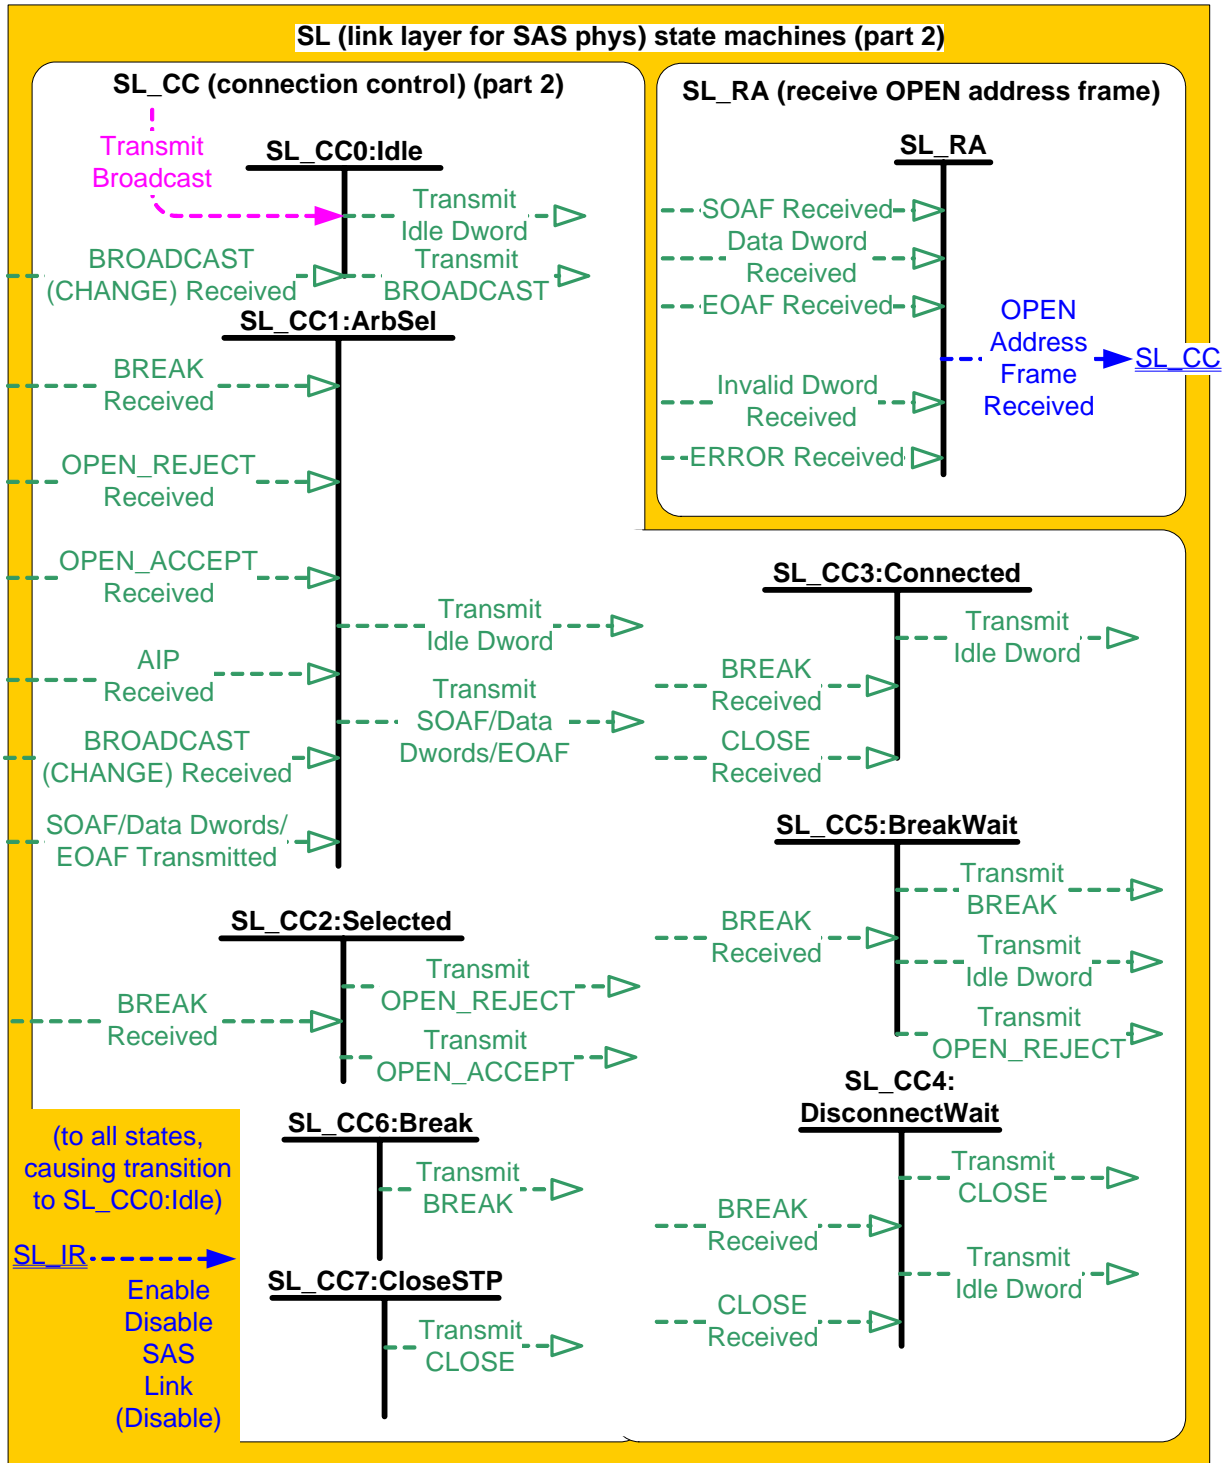 SL (link layer for SAS phys) state machines (part 2)
SL_CC (connection control) (part 2)
Transmit
Broadcast
SL_CC0:Idle
Transmit
Idle Dword
BROADCAST
(CHANGE) Received
Transmit
BROADCAST
SL_CC1:ArbSel
BREAK
Received
OPEN_REJECT
Received
OPEN_ACCEPT
Received
Transmit
Idle Dword
AIP
Received
Transmit
SOAF/Data
Dwords/EOAF
BROADCAST
(CHANGE) Received
SOAF/Data Dwords/
EOAF Transmitted
SL_CC2:Selected
Transmit
OPEN_REJECT
BREAK
Received
Transmit
OPEN_ACCEPT
(to all states,
causing transition
to SL_CC0:Idle)
SL_IR
Enable
Disable
SAS
Link
(Disable)
SL_CC6:Break
Transmit
BREAK
SL_CC7:CloseSTP
Transmit
CLOSE
SL_RA (receive OPEN address frame)
SL_RA
SOAF Received
Data Dword
Received
EOAF Received
OPEN
Address
Frame
Received
SL_CC
Invalid Dword
Received
ERROR Received
SL_CC3:Connected
Transmit
Idle Dword
BREAK
Received
CLOSE
Received
SL_CC5:BreakWait
Transmit
BREAK
BREAK
Received
Transmit
Idle Dword
Transmit
OPEN_REJECT
SL_CC4:
DisconnectWait
Transmit
CLOSE
BREAK
Received
Transmit
Idle Dword
CLOSE
Received